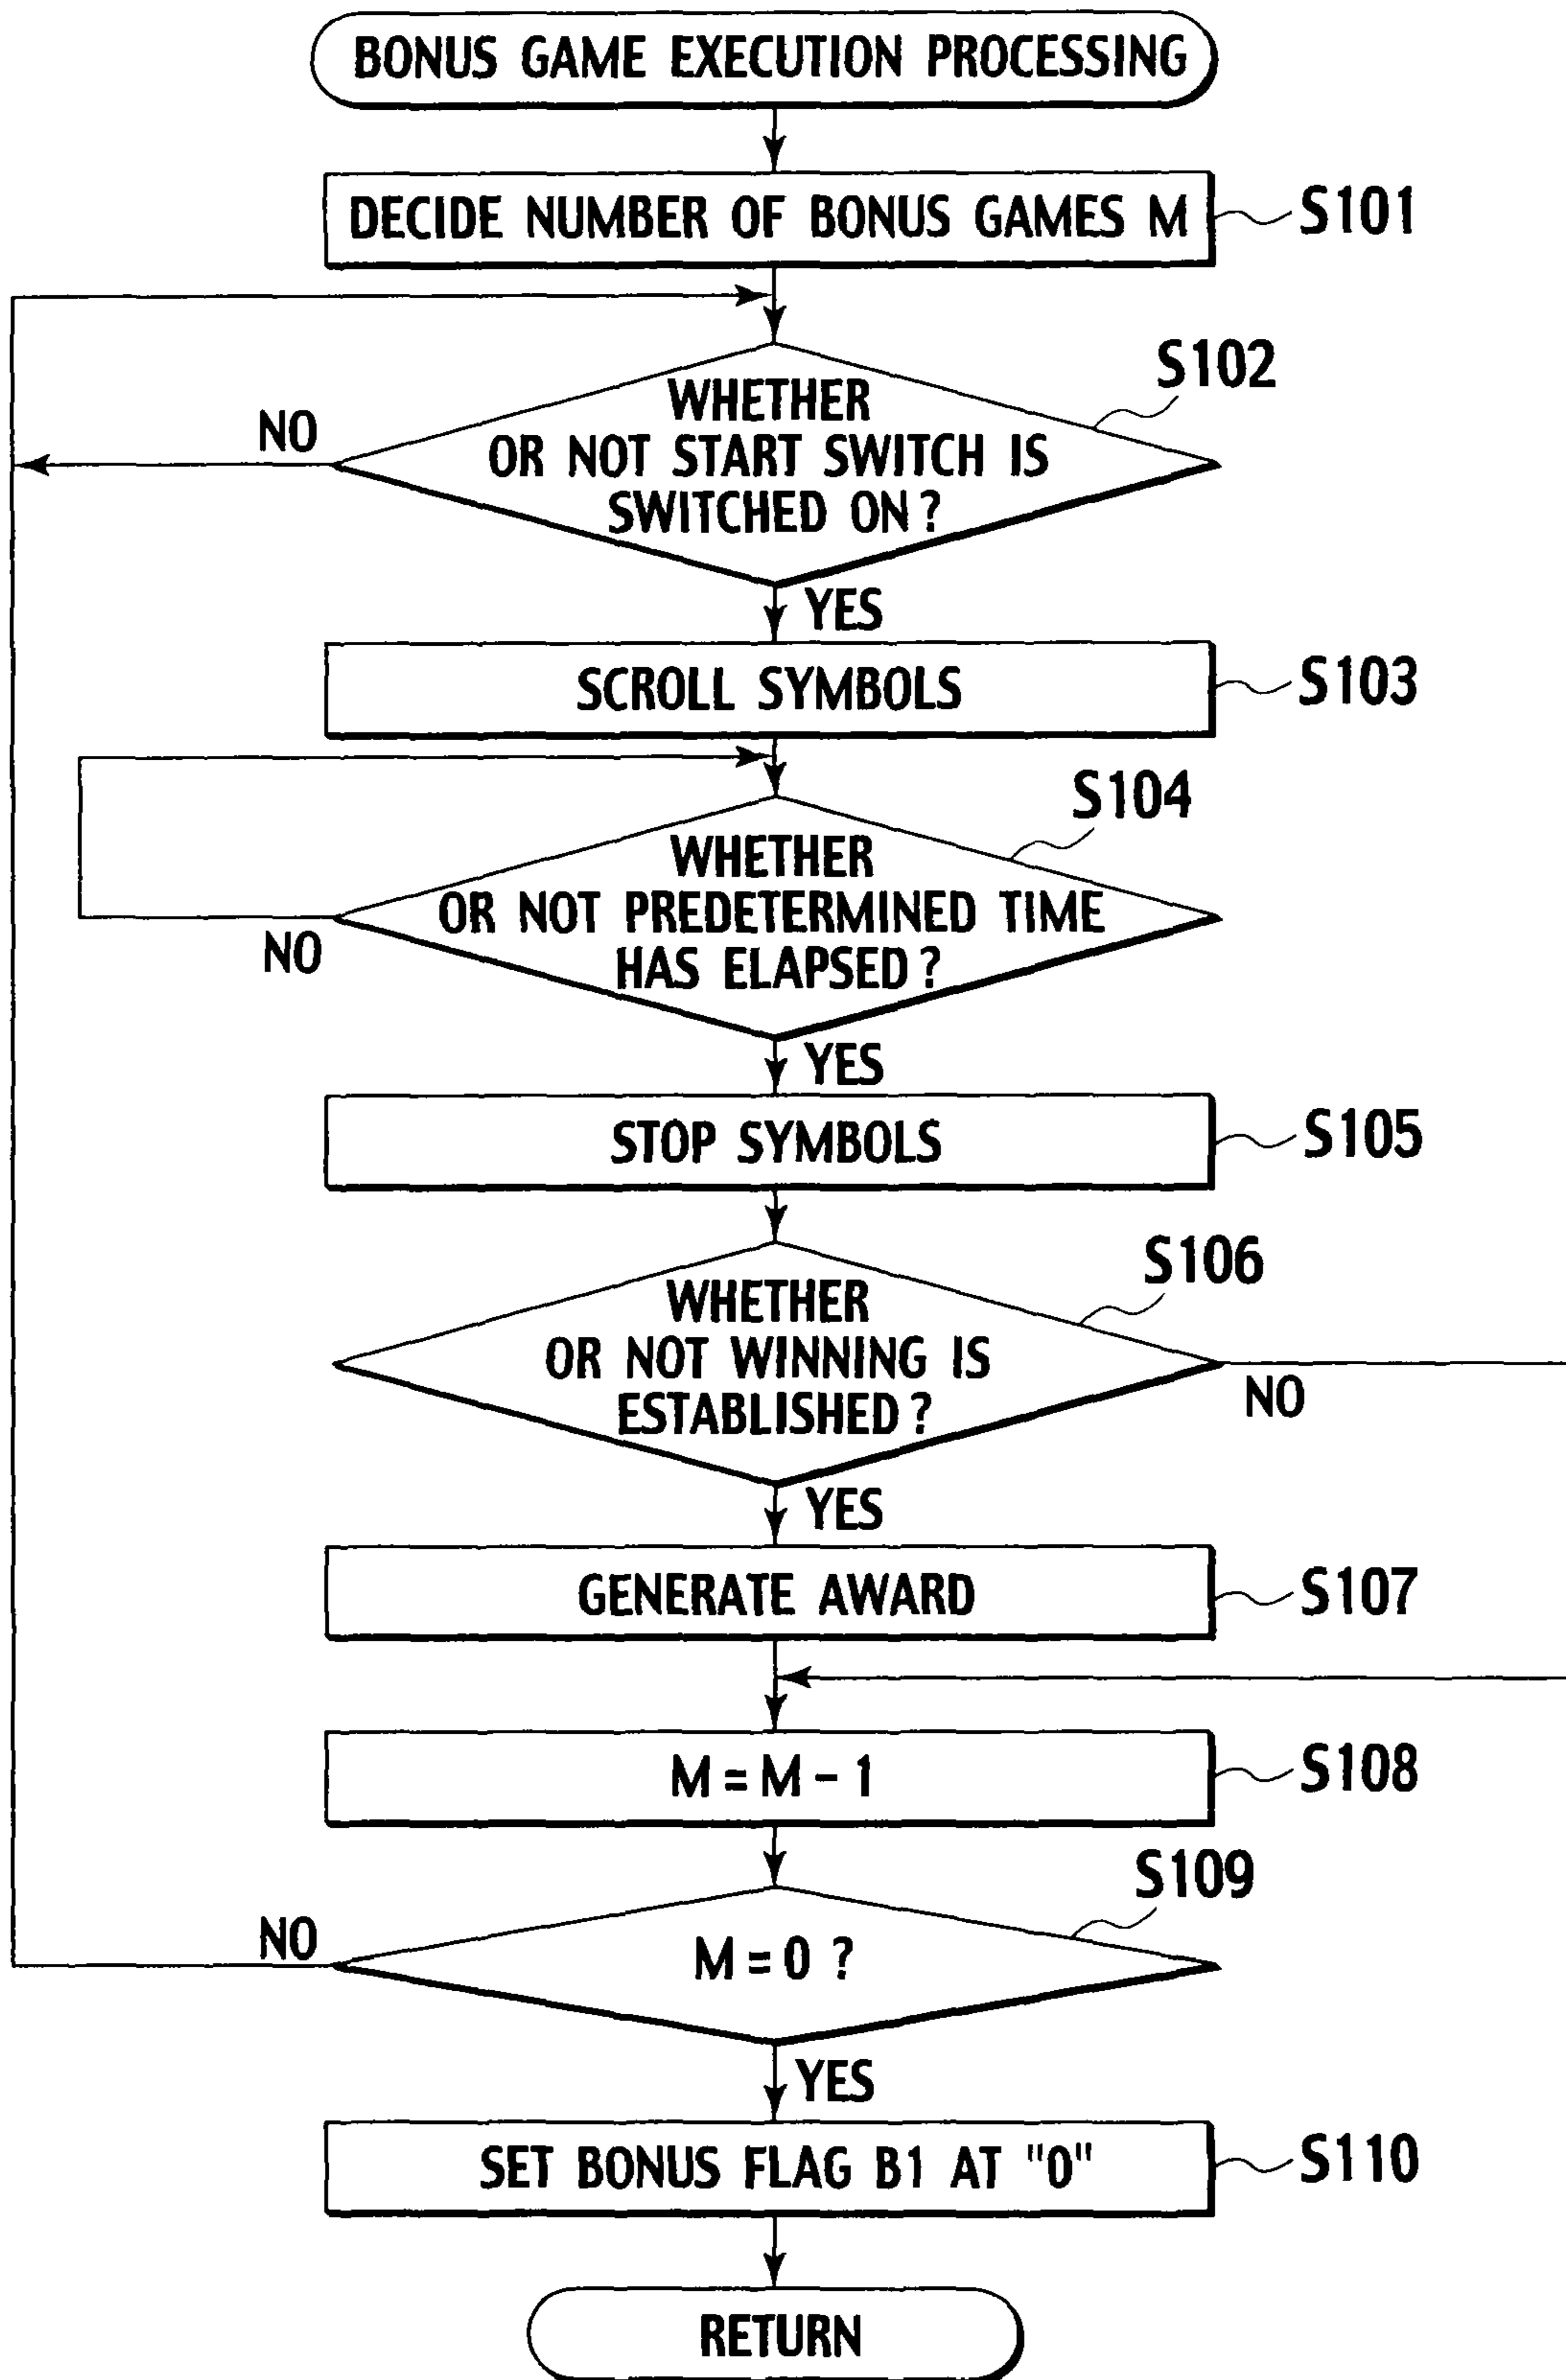 BONUS GAME EXECUTION PROCESSING
DECIDE NUMBER OF BONUS GAMES M
S101
S102
WHETHER
OR NOT START SWITCH IS
SWITCHED ON?
NO
YES
SCROLL SYMBOLS
S103
S104
WHETHER
OR NOT PREDETERMINED TIME
HAS ELAPSED?
NO
YES
STOP SYMBOLS
S105
S106
WHETHER
OR NOT WINNING IS
ESTABLISHED?
NO
YES
GENERATE AWARD
S107
M = M - 1
S108
S109
NO
M = 0 ?
YES
SET BONUS FLAG B1 AT "0"
S110
RETURN